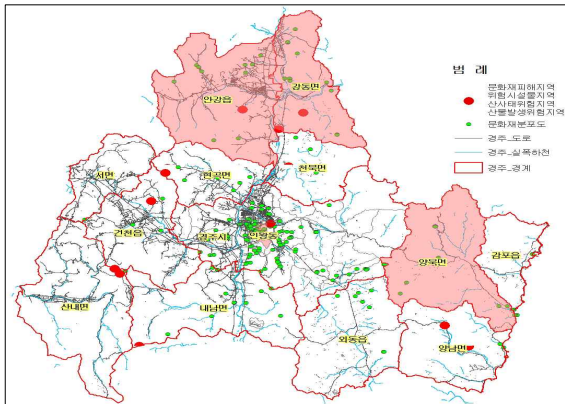 범 례
문화재피해지역
위험시설물지역
산사태위험지역
산불발생위험지역
문화재분포도
경주_도로
경주_실폭하천
경주_경계
강동면
안강읍
천북면
서면
현곡면
건천읍
경주시
인왕동
양북면
감포읍
산내면
내남면
외동읍
양남면